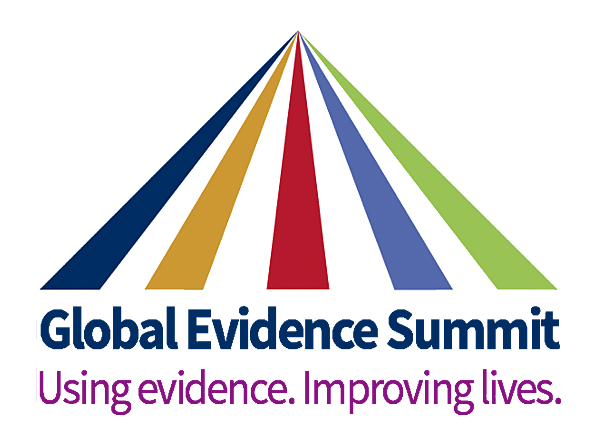 Global Evidence Summit
Using evidence. Improving lives.